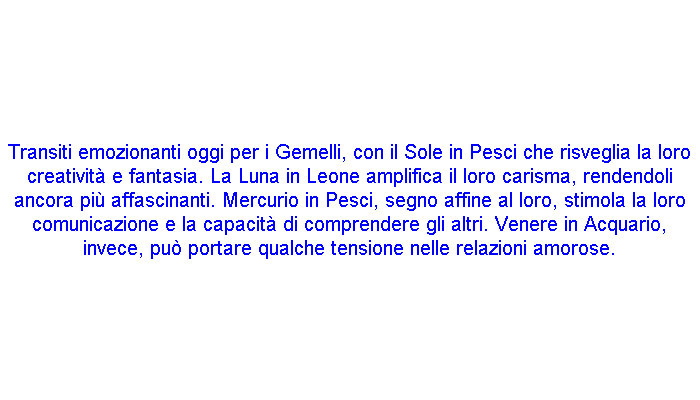 Transiti emozionanti oggi per i Gemelli, con il Sole in Pesci che risveglia la loro
creatività e fantasia. La Luna in Leone amplifica il loro carisma, rendendoli
ancora più affascinanti. Mercurio in Pesci, segno affine al loro, stimola la loro
comunicazione e la capacità di comprendere gli altri. Venere in Acquario,
invece, può portare qualche tensione nelle relazioni amorose.